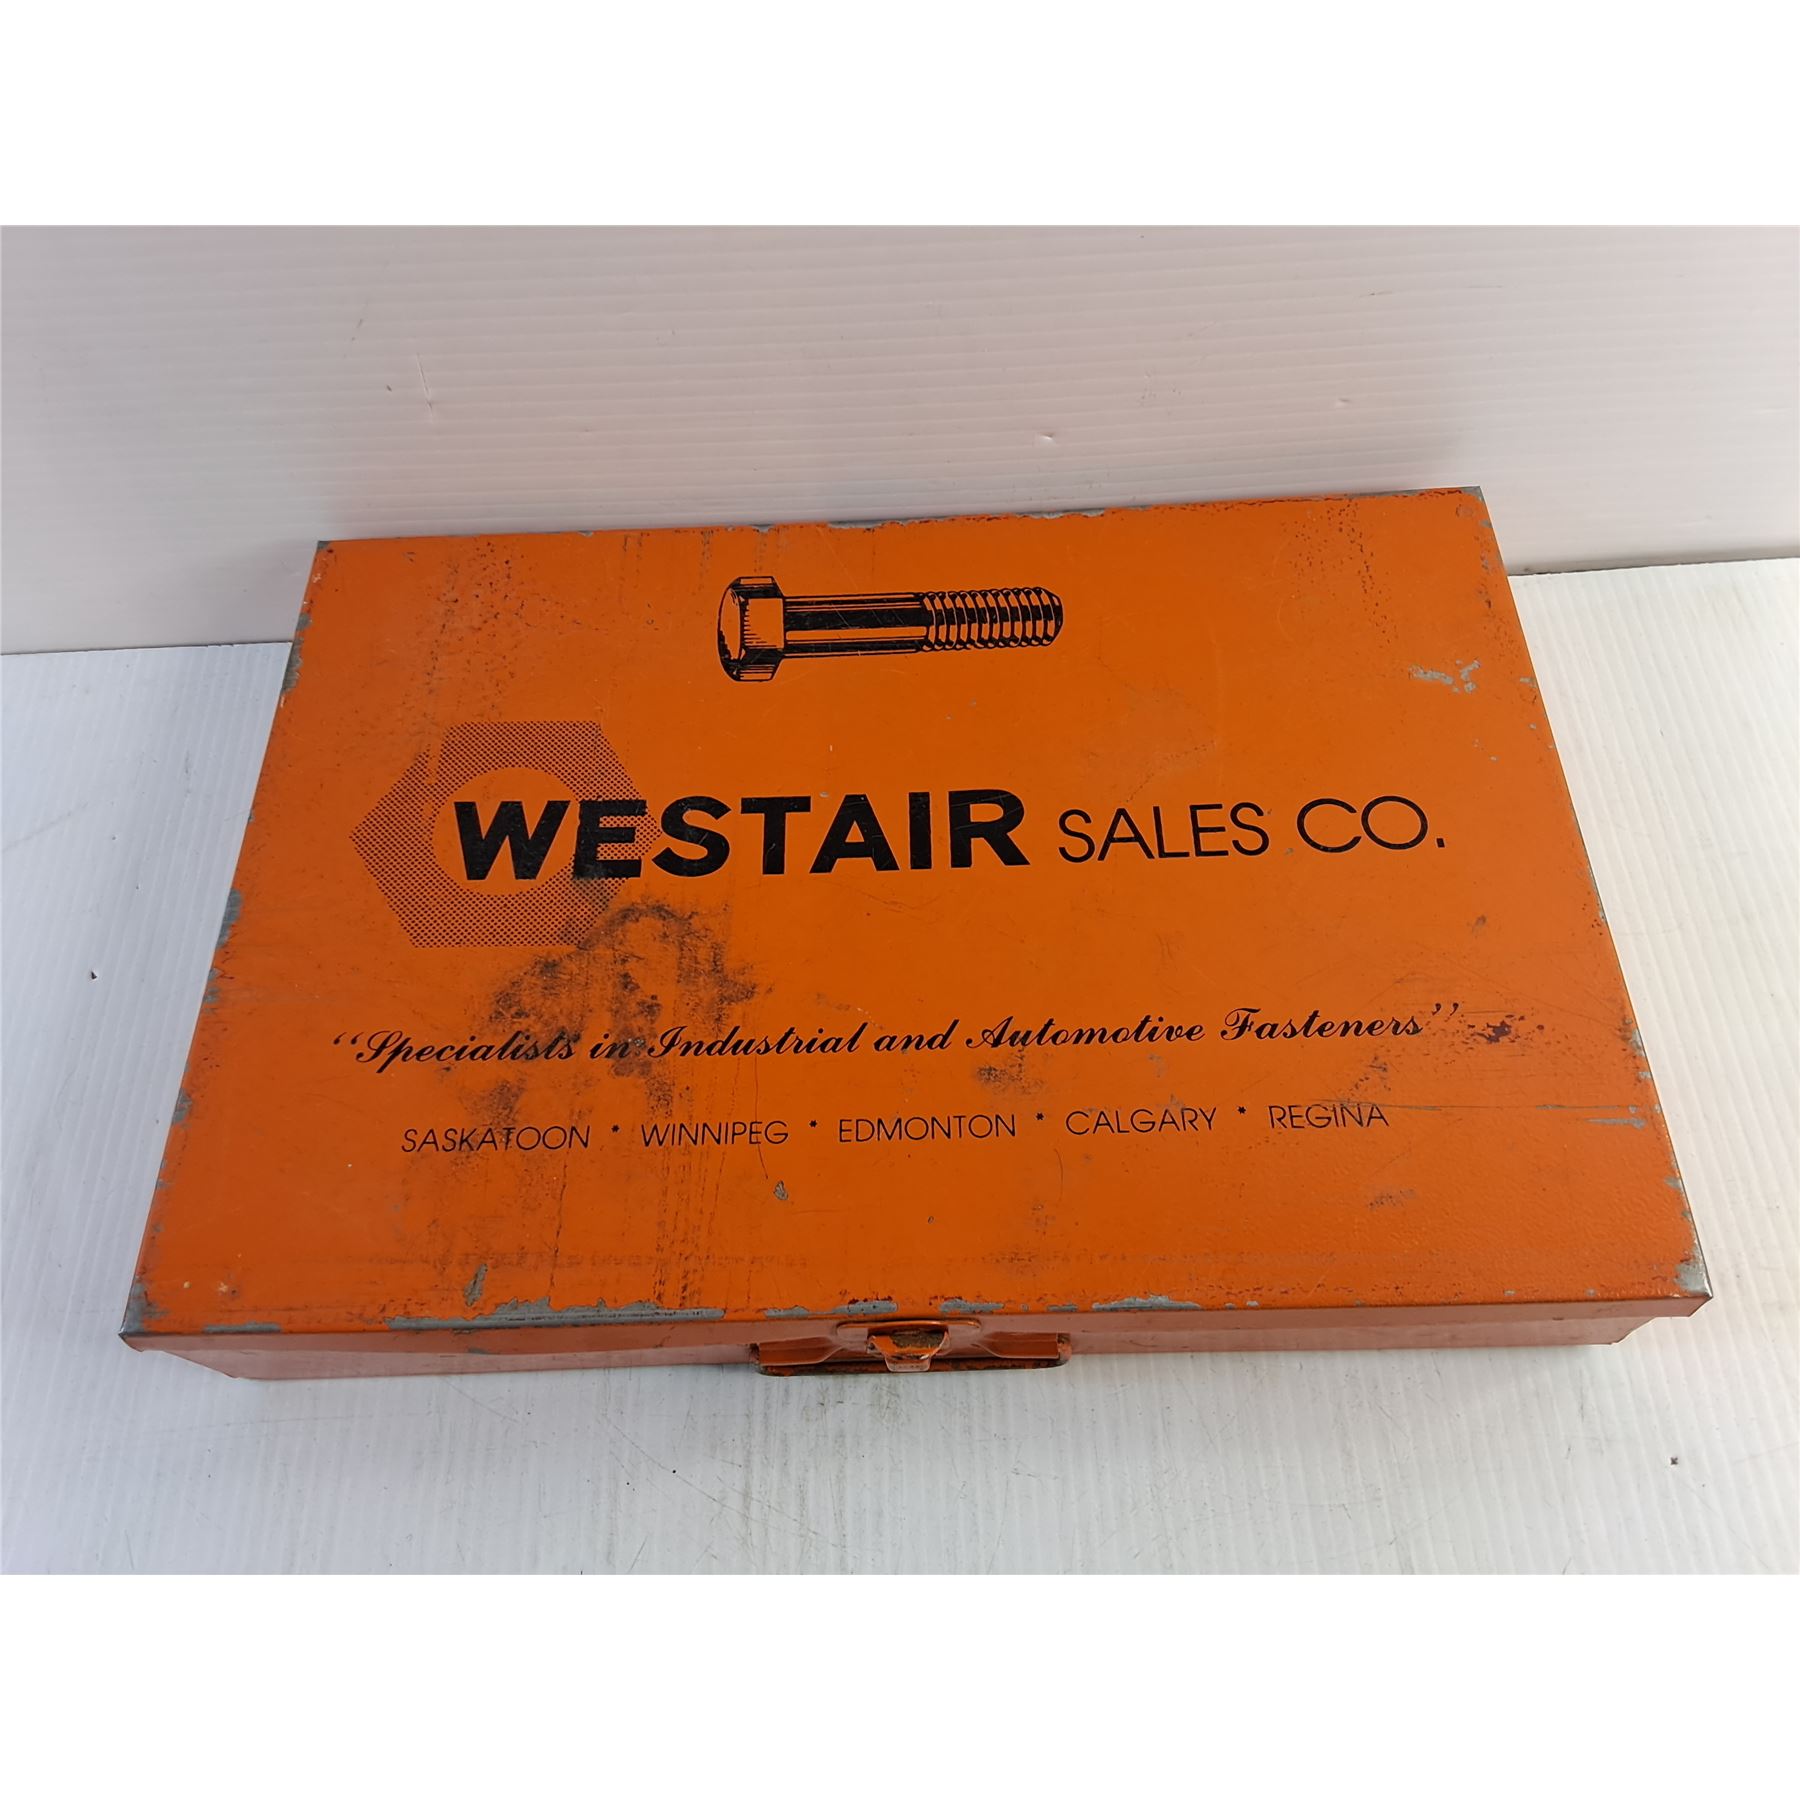 WESTAIR SALES CO.
“Specialists in Industrial and Automotive Fasteners”
SASKATOON * WINNIPEG * EDMONTON * CALGARY * REGINA